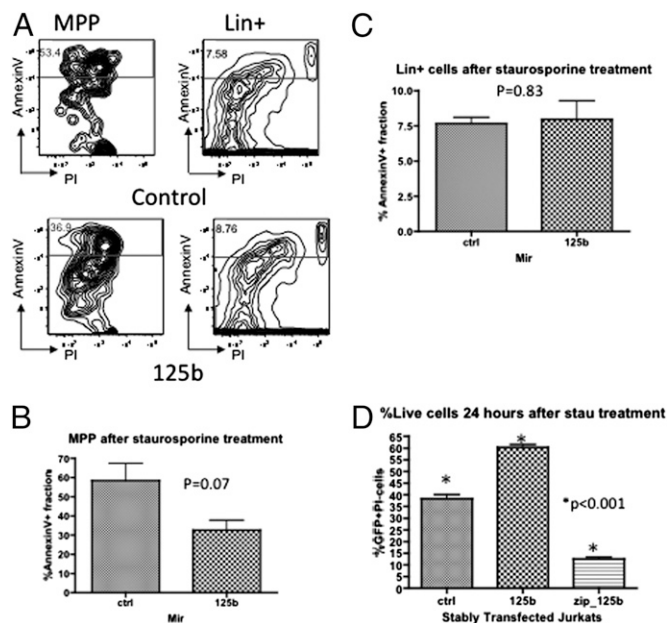 A
MPP
Lin+
53.4
7.58
AnnexinV
AnnexinV
PI
PI
Control
36.9
8.76
AnnexinV
AnnexinV
PI
PI
125b
B
MPP after staurosporine treatment
%AnnexinV+ fraction
70
60
50
40
30
20
10
0
P=0.07
ctrl
125b
Mir
C
Lin+ cells after staurosporine treatment
P=0.83
% AnnexinV+ fraction
10.0
7.5
5.0
2.5
0.0
ctrl
125b
Mir
D
%Live cells 24 hours after stau treatment
%GFP+PI-cells
65
60
55
50
45
40
35
30
25
20
15
10
5
0
*
*
*
*p<0.001
ctrl
125b
zip_125b
Stably Transfected Jurkats